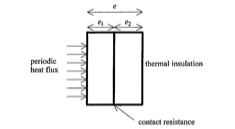 e
e₁ e₂
periodic
heat flux
thermal insulation
contact resistance